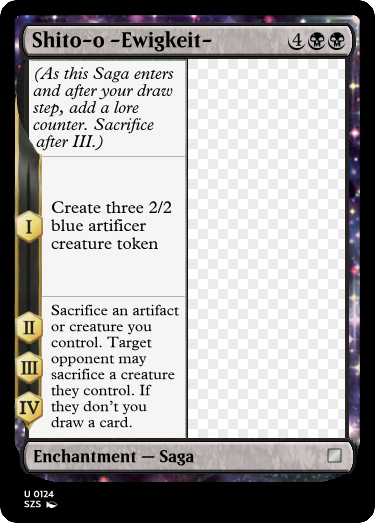 Shito-o -Ewigkeit- 4
(As this Saga enters
and after your draw
step, add a lore
counter. Sacrifice
after III.)
I
Create three 2/2
blue artificer
creature token
II
III
IV
Sacrifice an artifact
or creature you
control. Target
opponent may
sacrifice a creature
they control. If
they don't you
draw a card.
Enchantment — Saga
U 0124
SZS